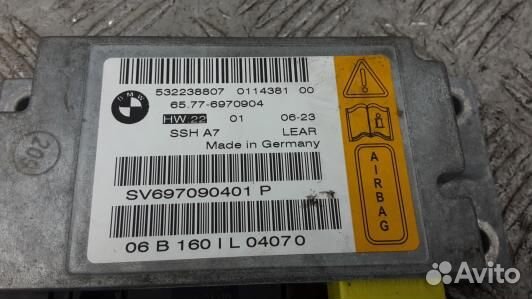 BMW
532238807 0114381 00
65.77-6970904
HW 22 01 06-23
SSH A7 LEAR
Made in Germany
SV697090401 P
06 B 160 I L 04070
AIRBAG
Avito